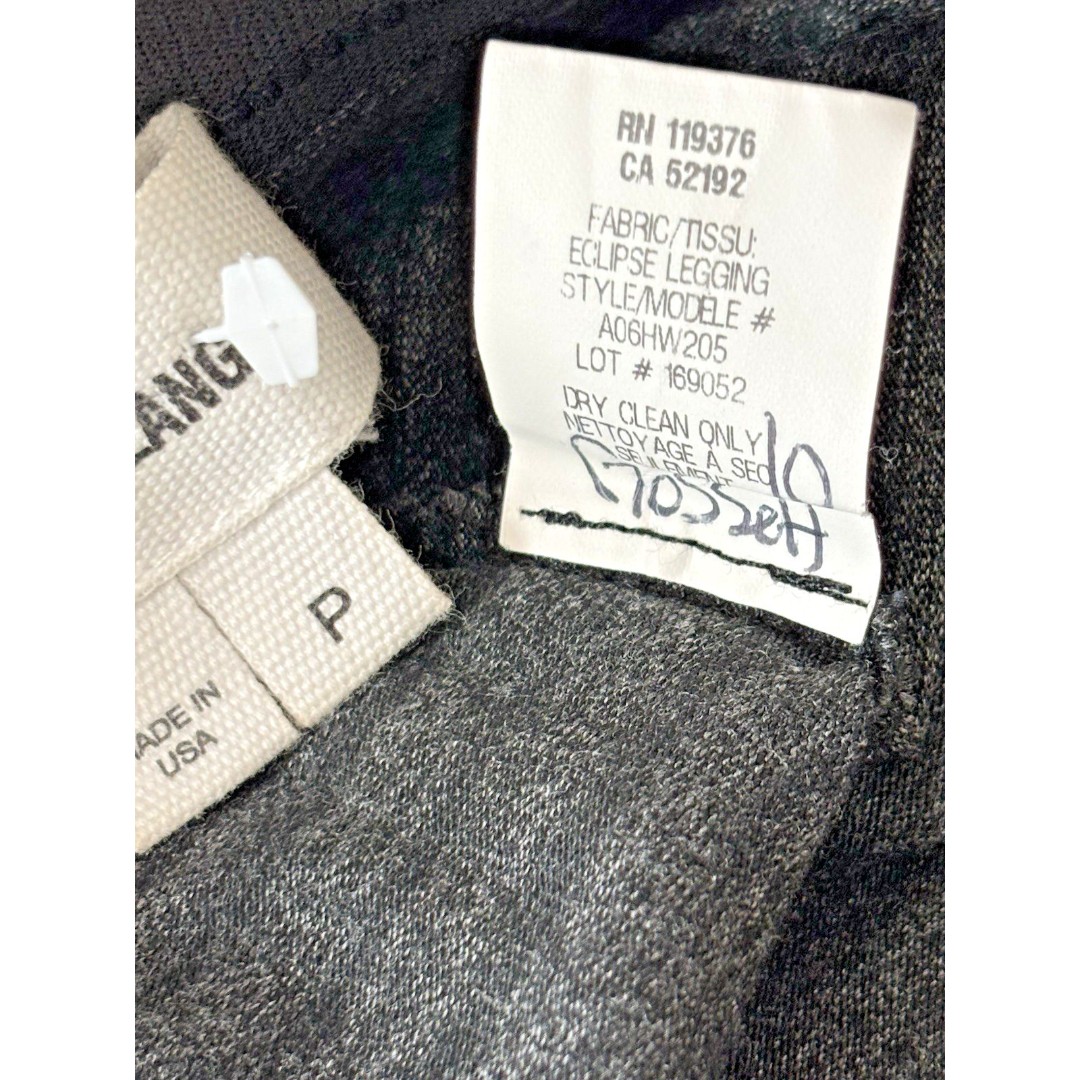 RN 119376
CA 52192
FABRIC/TISSU:
ECLIPSE LEGGING
STYLE/MODÈLE #
A06HW205
LOT # 169052
DRY CLEAN ONLY
NETTOYAGE A SEC
SEULEMENT
LANG
P
MADE IN
USA